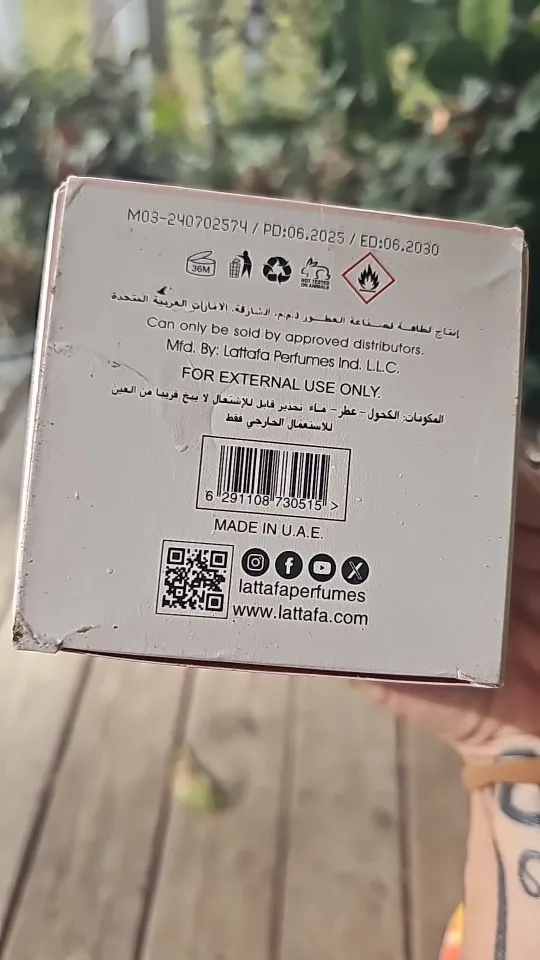 M03-240702574 / PD:06.2025 / ED:06.2030
36M
NOT TESTED
ON ANIMALS
إنتاج لطافة لصناعة العطور ذ.م.م. الشارقة. الامارات العربية المتحدة
Can only be sold by approved distributors.
Mfd. By: Lattafa Perfumes Ind. L.L.C.
FOR EXTERNAL USE ONLY.
المكونات: الكحول - عطر - ماء تحذير قابل للإشتعال لا يبخ قريبا من العين
للاستعمال الخارجي فقط
6 291108 730515 >
MADE IN U.A.E.
lattafaperfumes
www.lattafa.com